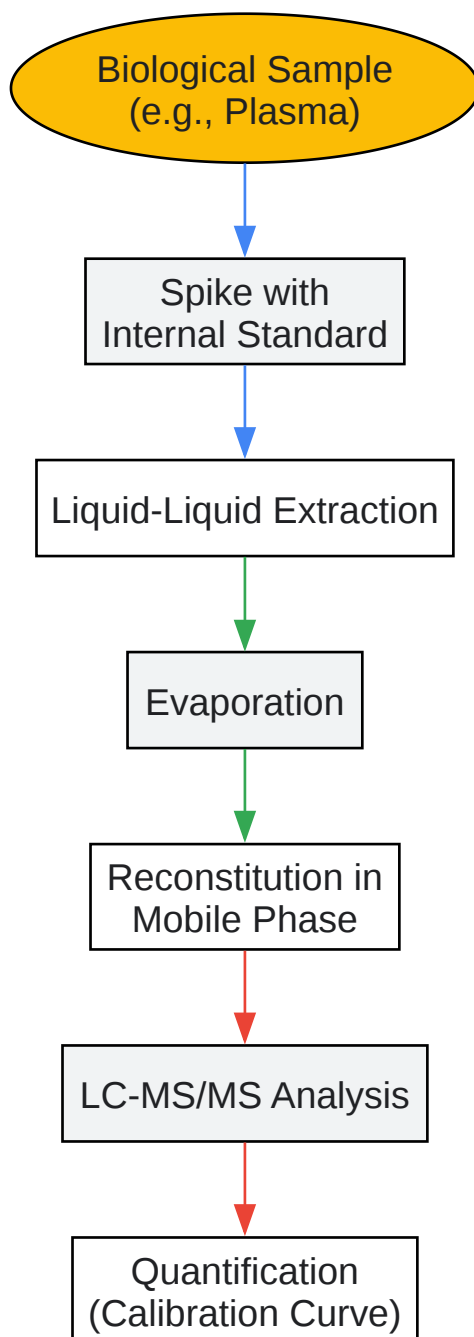 Biological Sample
(e.g., Plasma)
Spike with
Internal Standard
Liquid-Liquid Extraction
Evaporation
Reconstitution in
Mobile Phase
LC-MS/MS Analysis
Quantification
(Calibration Curve)